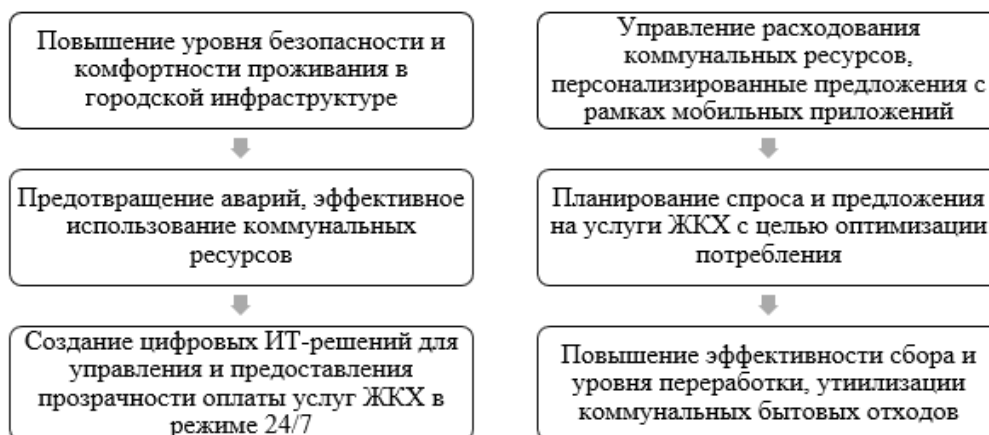 Повышение уровня безопасности и
комфортности проживания в
городской инфраструктуре
Предотвращение аварий, эффективное
использование коммунальных
ресурсов
Создание цифровых ИТ-решений для
управления и предоставления
прозрачности оплаты услуг ЖКХ в
режиме 24/7
Управление расходования
коммунальных ресурсов,
персонализированные предложения с
рамках мобильных приложений
Планирование спроса и предложения
на услуги ЖКХ с целью оптимизации
потребления
Повышение эффективности сбора и
уровня переработки, утиилизации
коммунальных бытовых отходов